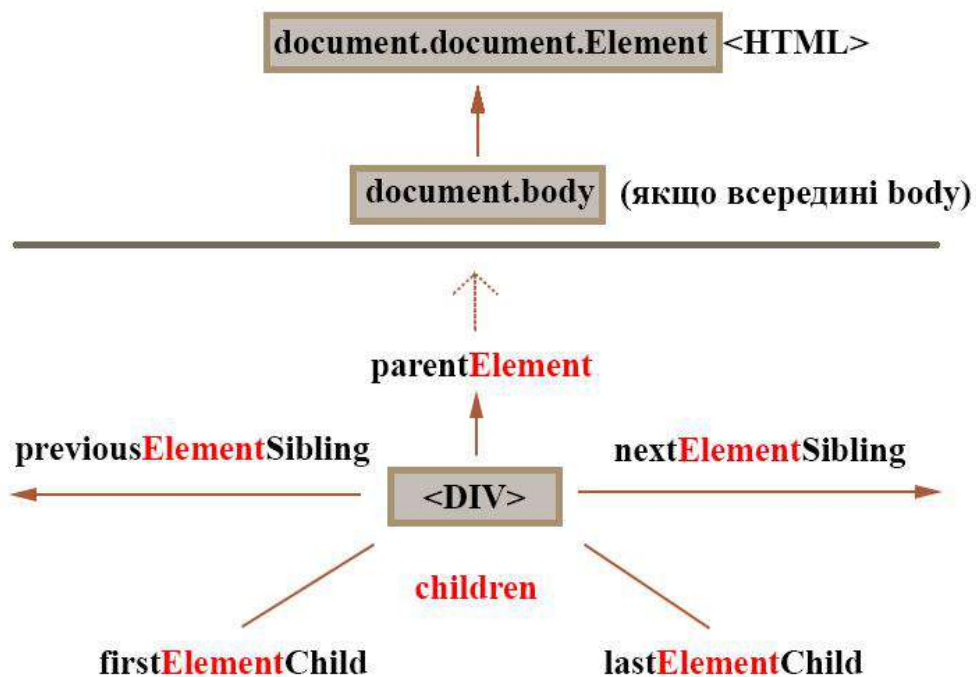 document.document.Element <HTML>
document.body (якщо всередині body)
parentElement
previousElementSibling nextElementSibling
<DIV>
children
firstElementChild lastElementChild